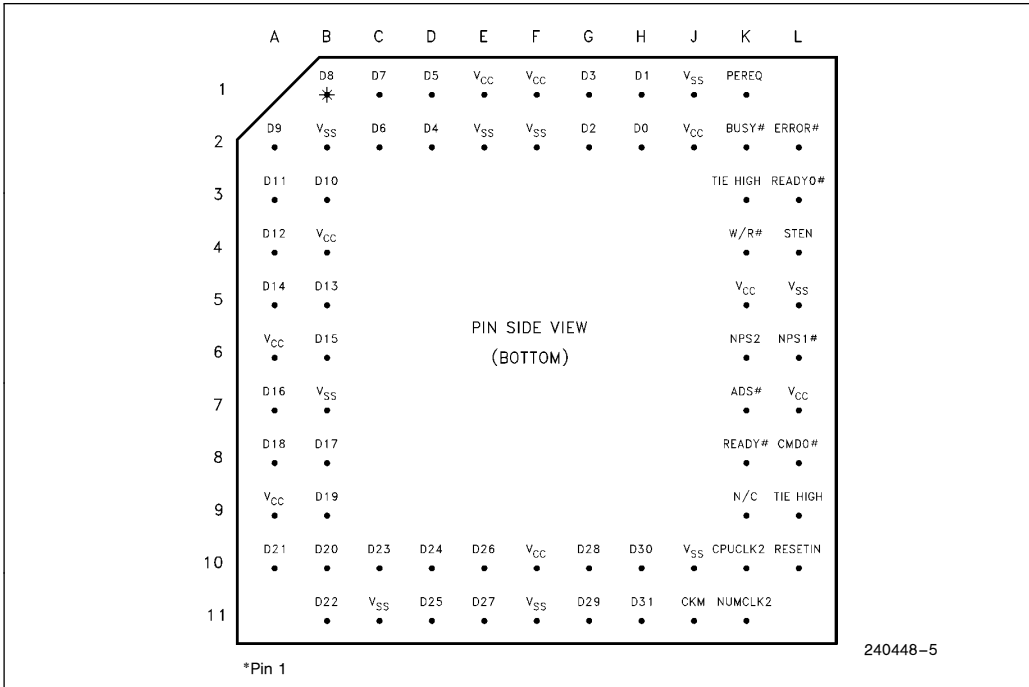 A B C D E F G H J K L
1 D8 D7 D5 VCC VCC D3 D1 VSS PEREQ
2 D9 VSS D6 D4 VSS VSS D2 D0 VCC BUSY# ERROR#
3 D11 D10 TIE HIGH READYO#
4 D12 VCC W/R# STEN
5 D14 D13 VCC VSS
PIN SIDE VIEW
6 VCC D15 NPS2 NPS1#
(BOTTOM)
7 D16 VSS ADS# VCC
8 D18 D17 READY# CMD0#
9 VCC D19 N/C TIE HIGH
10 D21 D20 D23 D24 D26 VCC D28 D30 VSS CPUCLK2 RESETIN
11 D22 VSS D25 D27 VSS D29 D31 CKM NUMCLK2
240448-5
*Pin 1